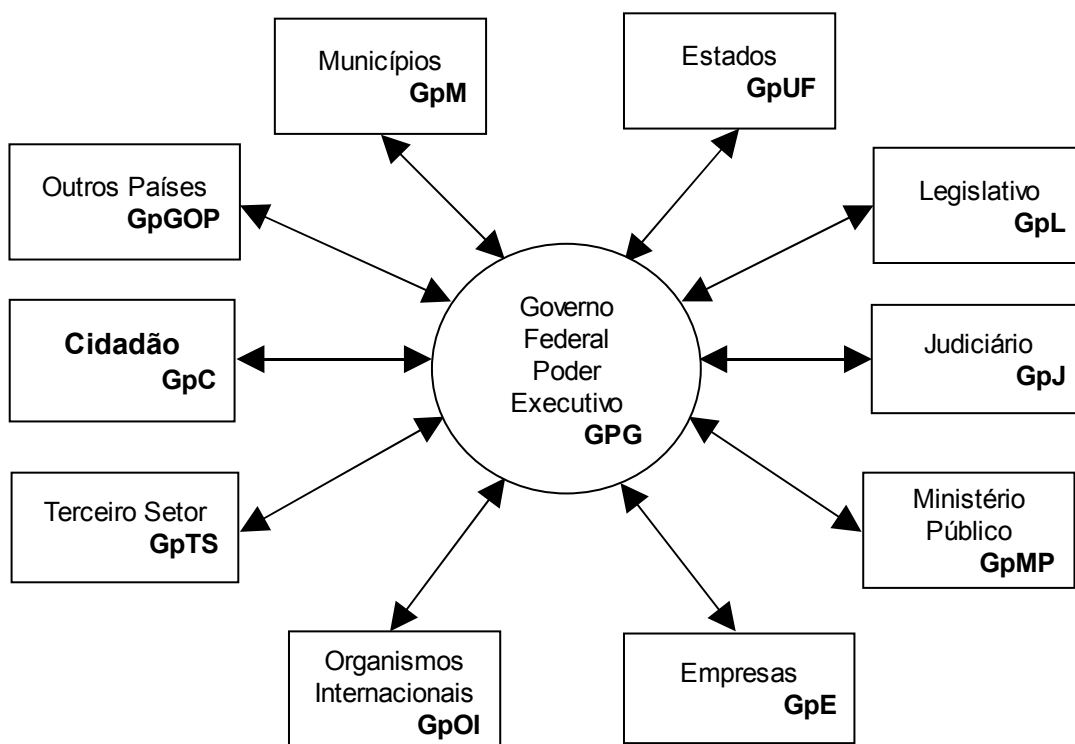 Municípios
GpM
Estados
GpUF
Outros Países
GpGOP
Legislativo
GpL
Governo
Federal
Poder
Executivo
GPG
Cidadão
GpC
Judiciário
GpJ
Terceiro Setor
GpTS
Ministério
Público
GpMP
Organismos
Internacionais
GpOI
Empresas
GpE